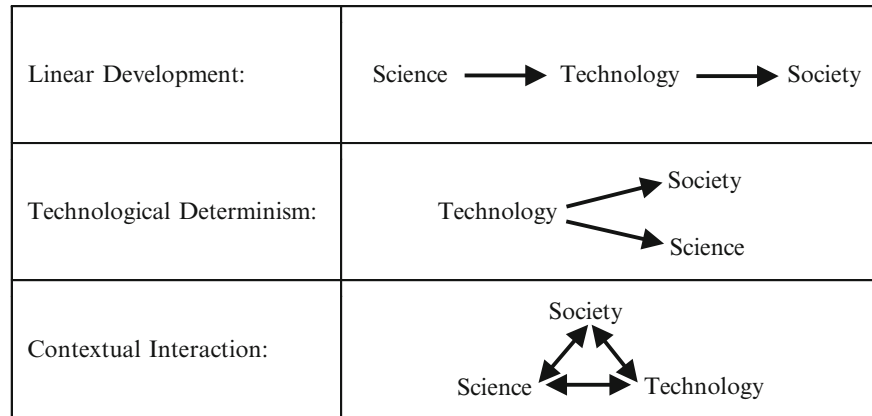 Linear Development:
Science Technology Society
Technological Determinism:
Technology
Society
Science
Contextual Interaction:
Society
Science Technology